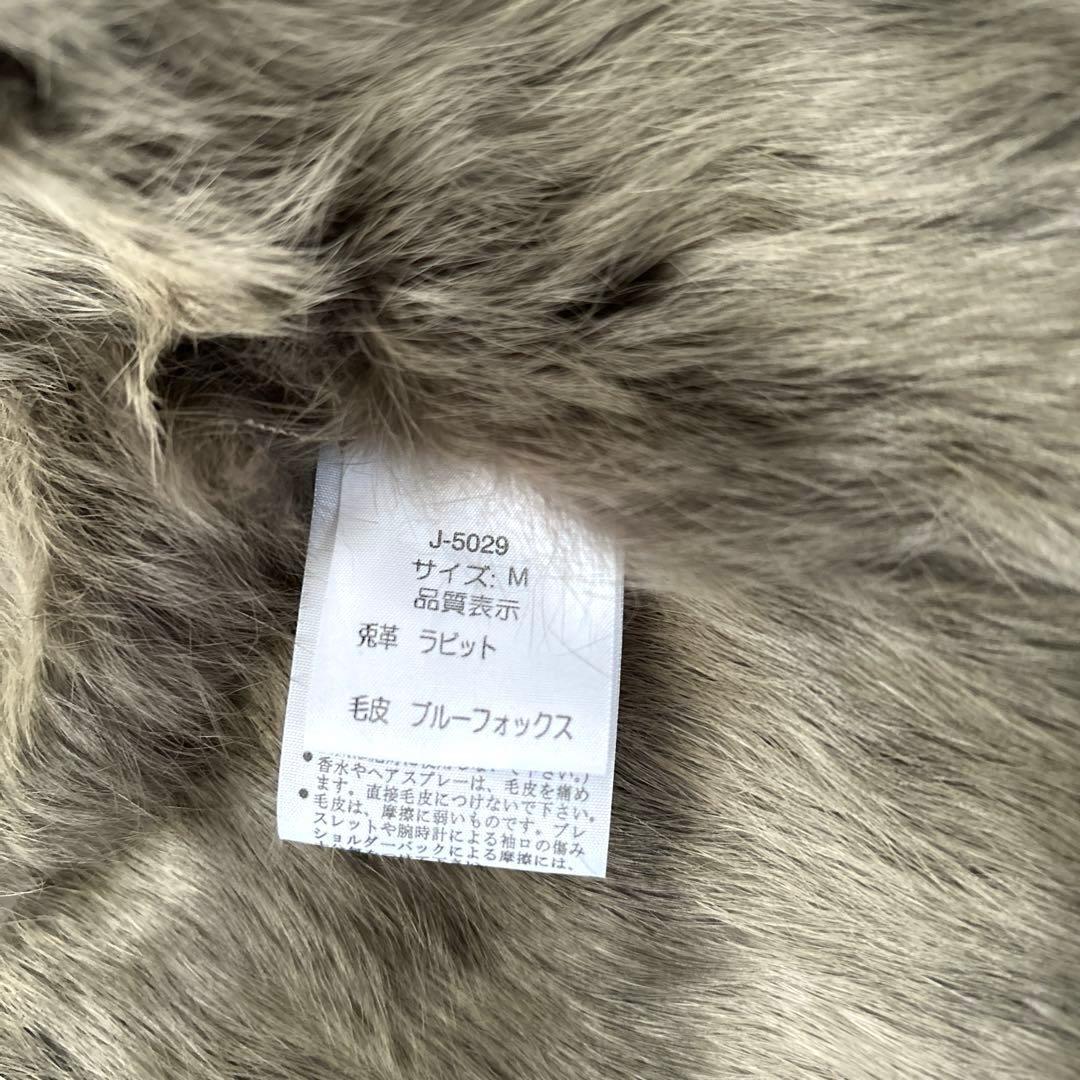 J-5029
サイズ: M
品質表示
兎革 ラビット
毛皮 ブルーフォックス
て下さい。
● 香水やヘアスプレーは、毛皮を痛め
ます。直接毛皮につけないで下さい。
● 毛皮は、摩擦に弱いものです。ブレ
スレットや腕時計による袖口の傷み
ショルダーバックによる摩擦には、